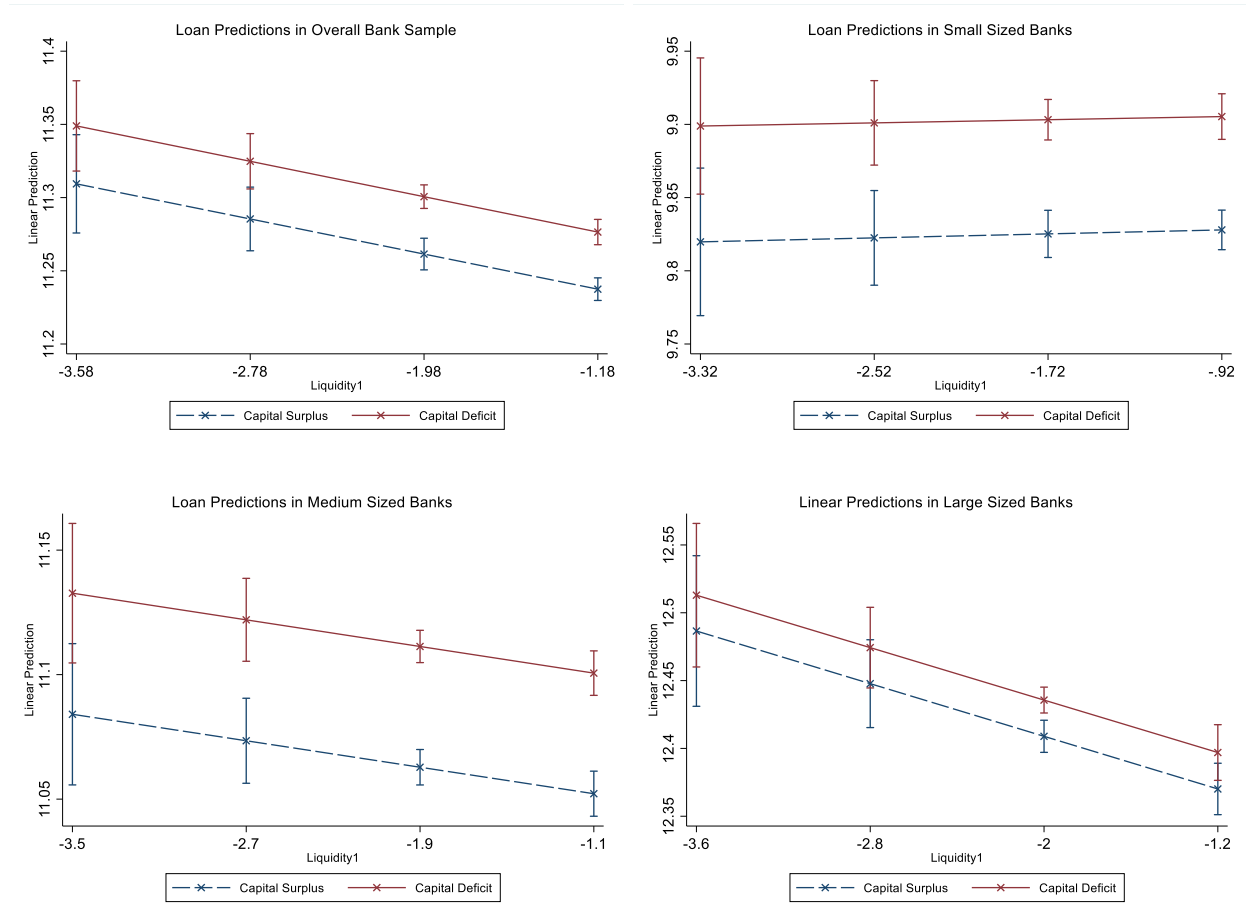 Loan Predictions in Overall Bank Sample
Linear Prediction
11.4
11.35
11.3
11.25
11.2
-3.58 -2.78 -1.98 -1.18
Liquidity1
Capital Surplus Capital Deficit
Loan Predictions in Small Sized Banks
Linear Prediction
9.95
9.9
9.85
9.8
9.75
-3.32 -2.52 -1.72 -.92
Liquidity1
Capital Surplus Capital Deficit
Loan Predictions in Medium Sized Banks
Linear Prediction
11.15
11.1
11.05
-3.5 -2.7 -1.9 -1.1
Liquidity1
Capital Surplus Capital Deficit
Linear Predictions in Large Sized Banks
Linear Prediction
12.55
12.5
12.45
12.4
12.35
-3.6 -2.8 -2 -1.2
Liquidity1
Capital Surplus Capital Deficit